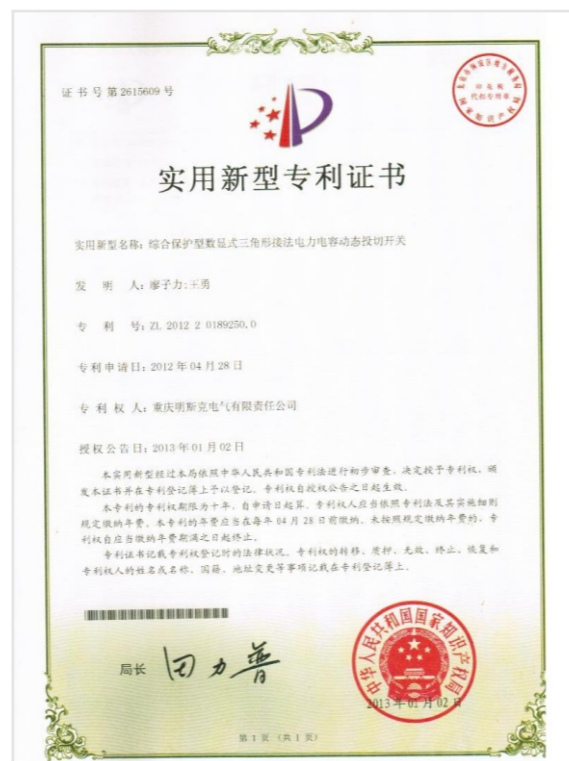 证书号第2615609号
印花税
代扣专用章
实用新型专利证书
实用新型名称：综合保护型数显式三角形接法电力电容动态投切开关
发 明 人：廖子力;王勇
专 利 号：ZL 2012 2 0189250.0
专利申请日：2012年04月28日
专 利 权 人：重庆明斯克电气有限责任公司
授权公告日：2013年01月02日
本实用新型经过本局依照中华人民共和国专利法进行初步审查，决定授予专利权，颁
发本证书并在专利登记簿上予以登记。专利权自授权公告之日起生效。
本专利的专利权期限为十年，自申请日起算。专利权人应当依照专利法及其实施细则
规定缴纳年费。本专利的年费应当在每年04月28日前缴纳。未按照规定缴纳年费的，专
利权自应当缴纳年费期满之日起终止。
专利证书记载专利权登记时的法律状况。专利权的转移、质押、无效、终止、恢复和
专利权人的姓名或名称、国籍、地址变更等事项记载在专利登记簿上。
局长 田力普
中华人民共和国国家知识产权局
2013年01月02日
第1页（共1页）